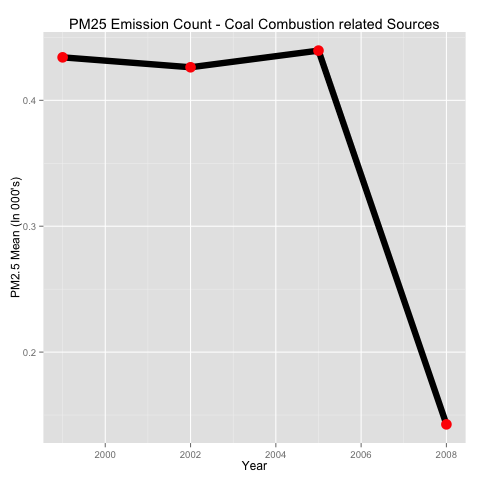 PM25 Emission Count - Coal Combustion related Sources
PM2.5 Mean (In 000's)
0.4
0.3
0.2
2000 2002 2004 2006 2008
Year